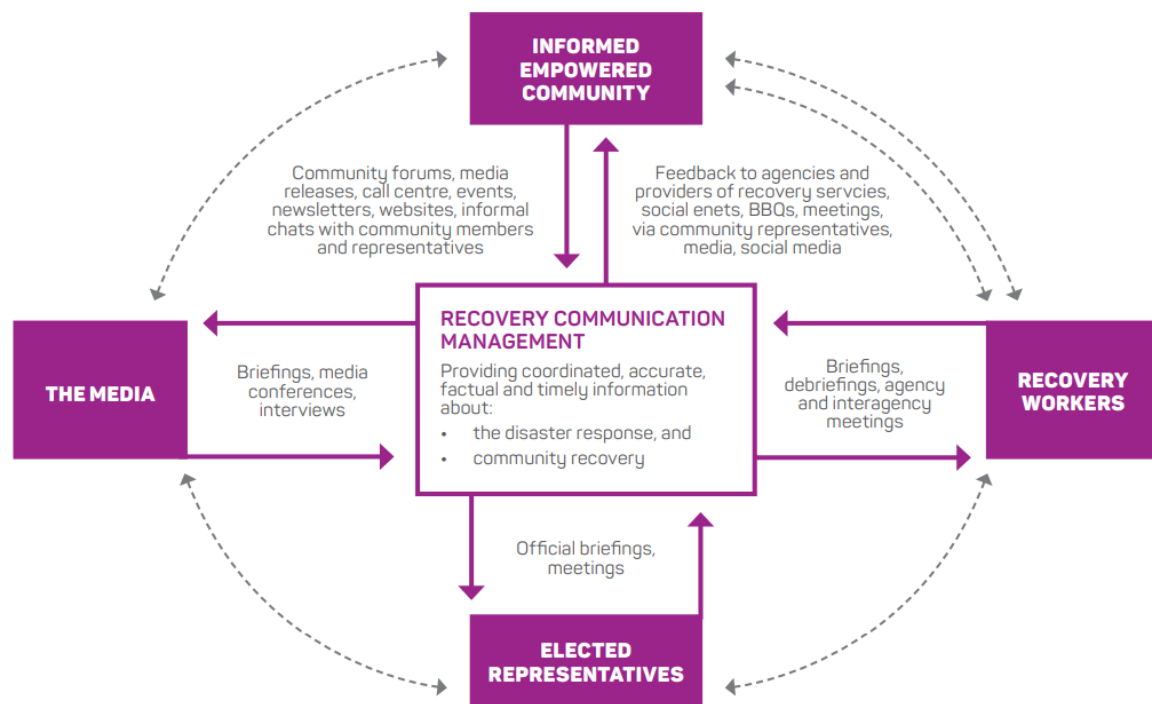 INFORMED
EMPOWERED
COMMUNITY
Community forums, media
releases, call centre, events,
newsletters, websites, informal
chats with community members
and representatives
Feedback to agencies and
providers of recovery servcies,
social enets, BBQs, meetings,
via community representatives,
media, social media
THE MEDIA
Briefings, media
conferences,
interviews
RECOVERY COMMUNICATION
MANAGEMENT
Providing coordinated, accurate,
factual and timely information
about:
• the disaster response, and
• community recovery
Briefings,
debriefings, agency
and interagency
meetings
RECOVERY
WORKERS
Official briefings,
meetings
ELECTED
REPRESENTATIVES